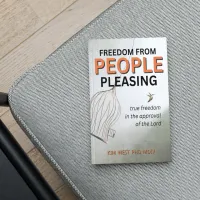 FREEDOM FROM
PEOPLE
PLEASING
true freedom
in the approval
of the Lord